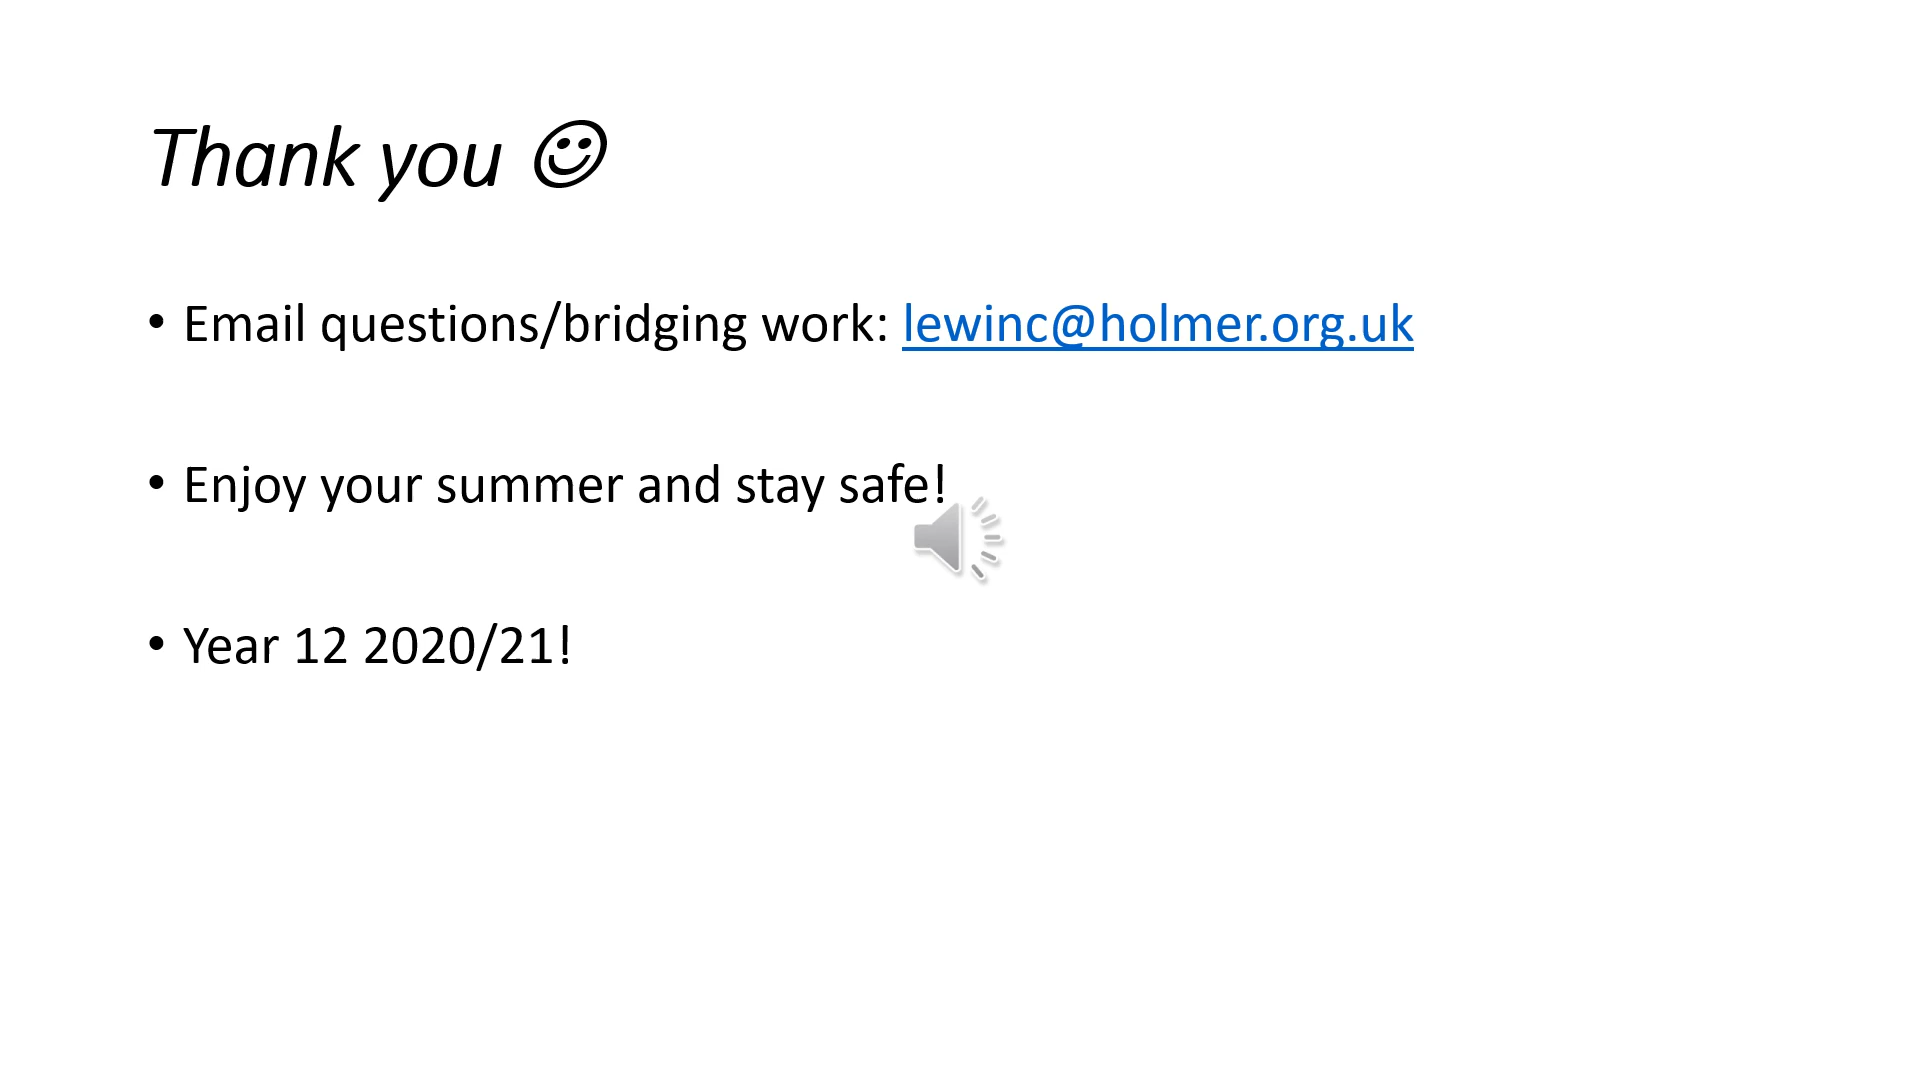 Thank you ☺
• Email questions/bridging work: lewinc@holmer.org.uk
• Enjoy your summer and stay safe!
• Year 12 2020/21!